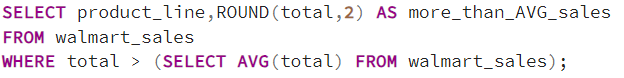 SELECT product_line,ROUND(total,2) AS more_than_AVG_sales
FROM walmart_sales
WHERE total > (SELECT AVG(total) FROM walmart_sales);